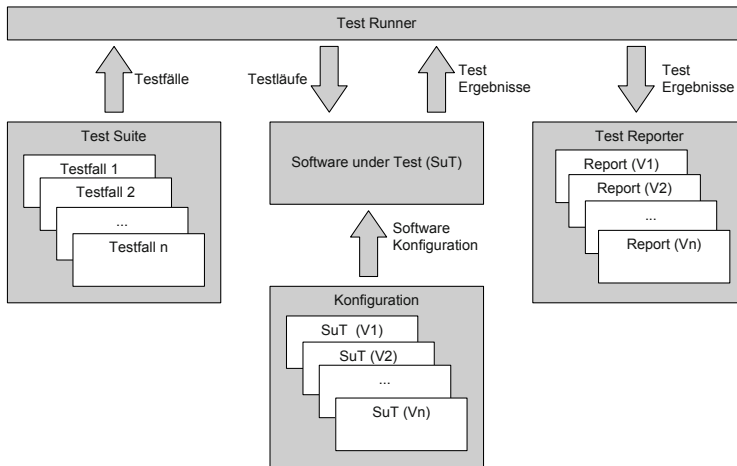 Test Runner
Testfälle
Testläufe
Test
Ergebnisse
Test
Ergebnisse
Test Suite
Testfall 1
Testfall 2
...
Testfall n
Software under Test (SuT)
Test Reporter
Report (V1)
Report (V2)
...
Report (Vn)
Software
Konfiguration
Konfiguration
SuT  (V1)
SuT (V2)
...
SuT (Vn)